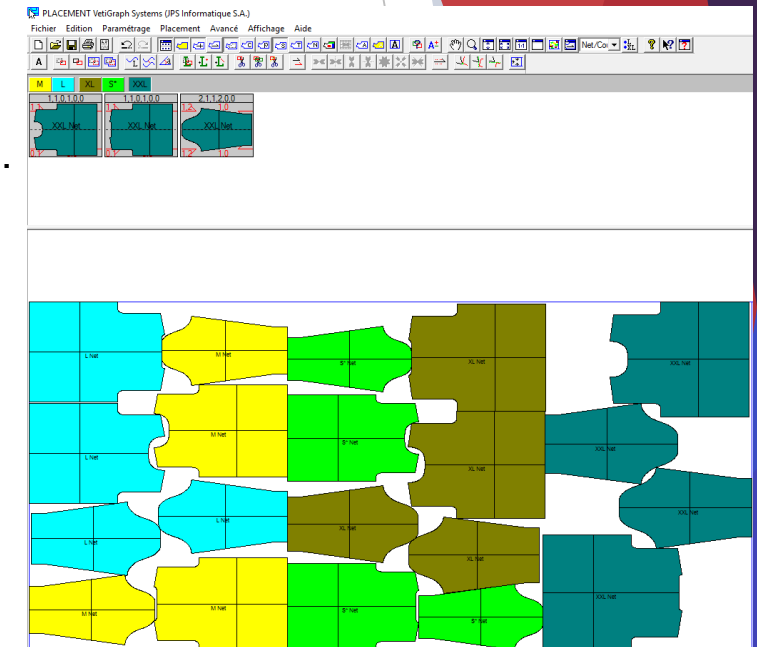 PLACEMENT VetiGraph Systems (JPS Informatique S.A.)
Fichier Edition Paramétrage Placement Avancé Affichage Aide
Net/Co
M L XL S* XXL
1,1,0,1,0,0 1,1,0,1,0,0 2,1,1,2,0,0
XXL Net XXL Net XXL Net
L Net M Net S* Net XL Net XXL Net
M Net S* Net XXL Net
L Net XL Net
L Net XL Net XXL Net
L Net XL Net
M Net M Net S* Net S* Net XXL Net